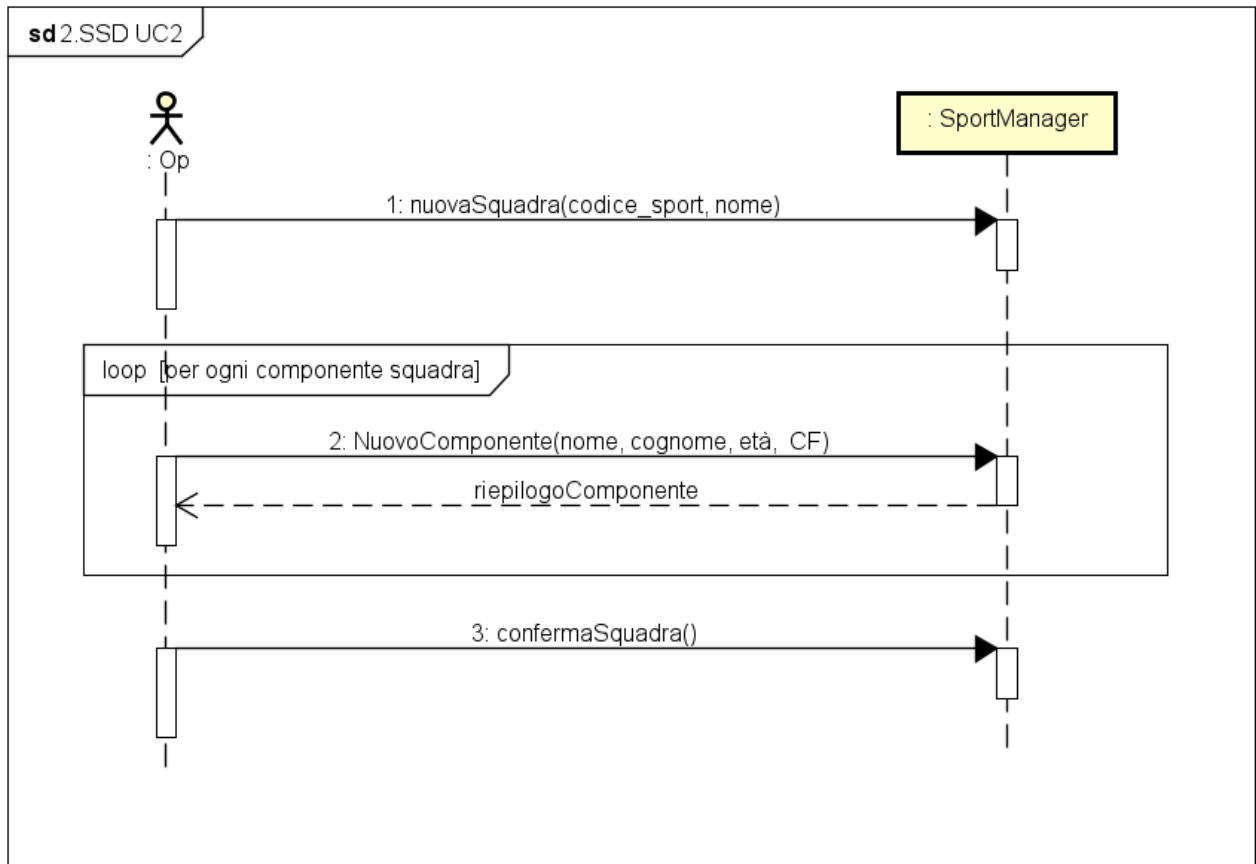 sd 2.SSD UC2
: Op
: SportManager
1: nuovaSquadra(codice_sport, nome)
loop [per ogni componente squadra]
2: NuovoComponente(nome, cognome, età, CF)
riepilogoComponente
3: confermaSquadra()